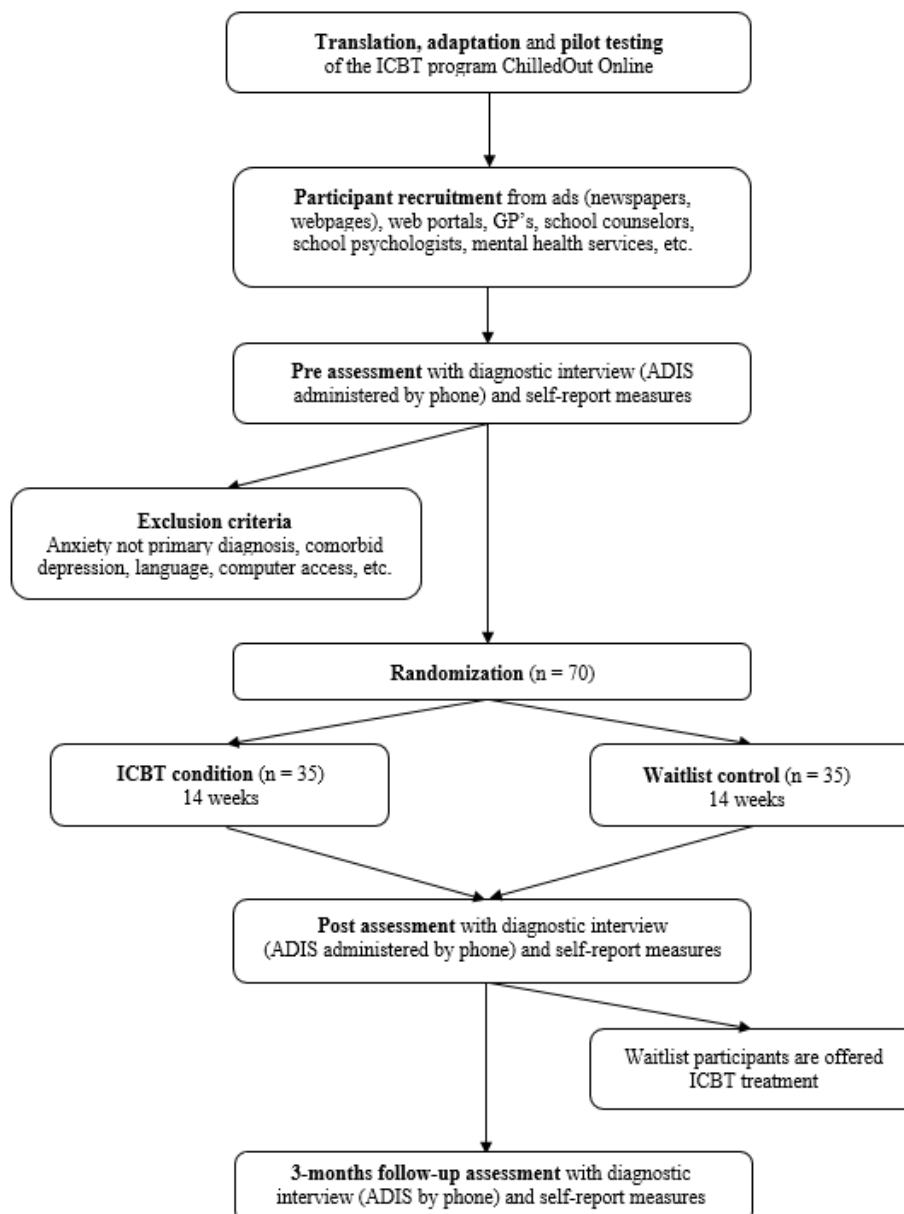 Translation, adaptation and pilot testing
of the ICBT program ChilledOut Online
Participant recruitment from ads (newspapers,
webpages), web portals, GP's, school counselors,
school psychologists, mental health services, etc.
Pre assessment with diagnostic interview (ADIS
administered by phone) and self-report measures
Exclusion criteria
Anxiety not primary diagnosis, comorbid
depression, language, computer access, etc.
Randomization (n = 70)
ICBT condition (n = 35)
14 weeks
Waitlist control (n = 35)
14 weeks
Post assessment with diagnostic interview
(ADIS administered by phone) and self-report measures
Waitlist participants are offered
ICBT treatment
3-months follow-up assessment with diagnostic
interview (ADIS by phone) and self-report measures